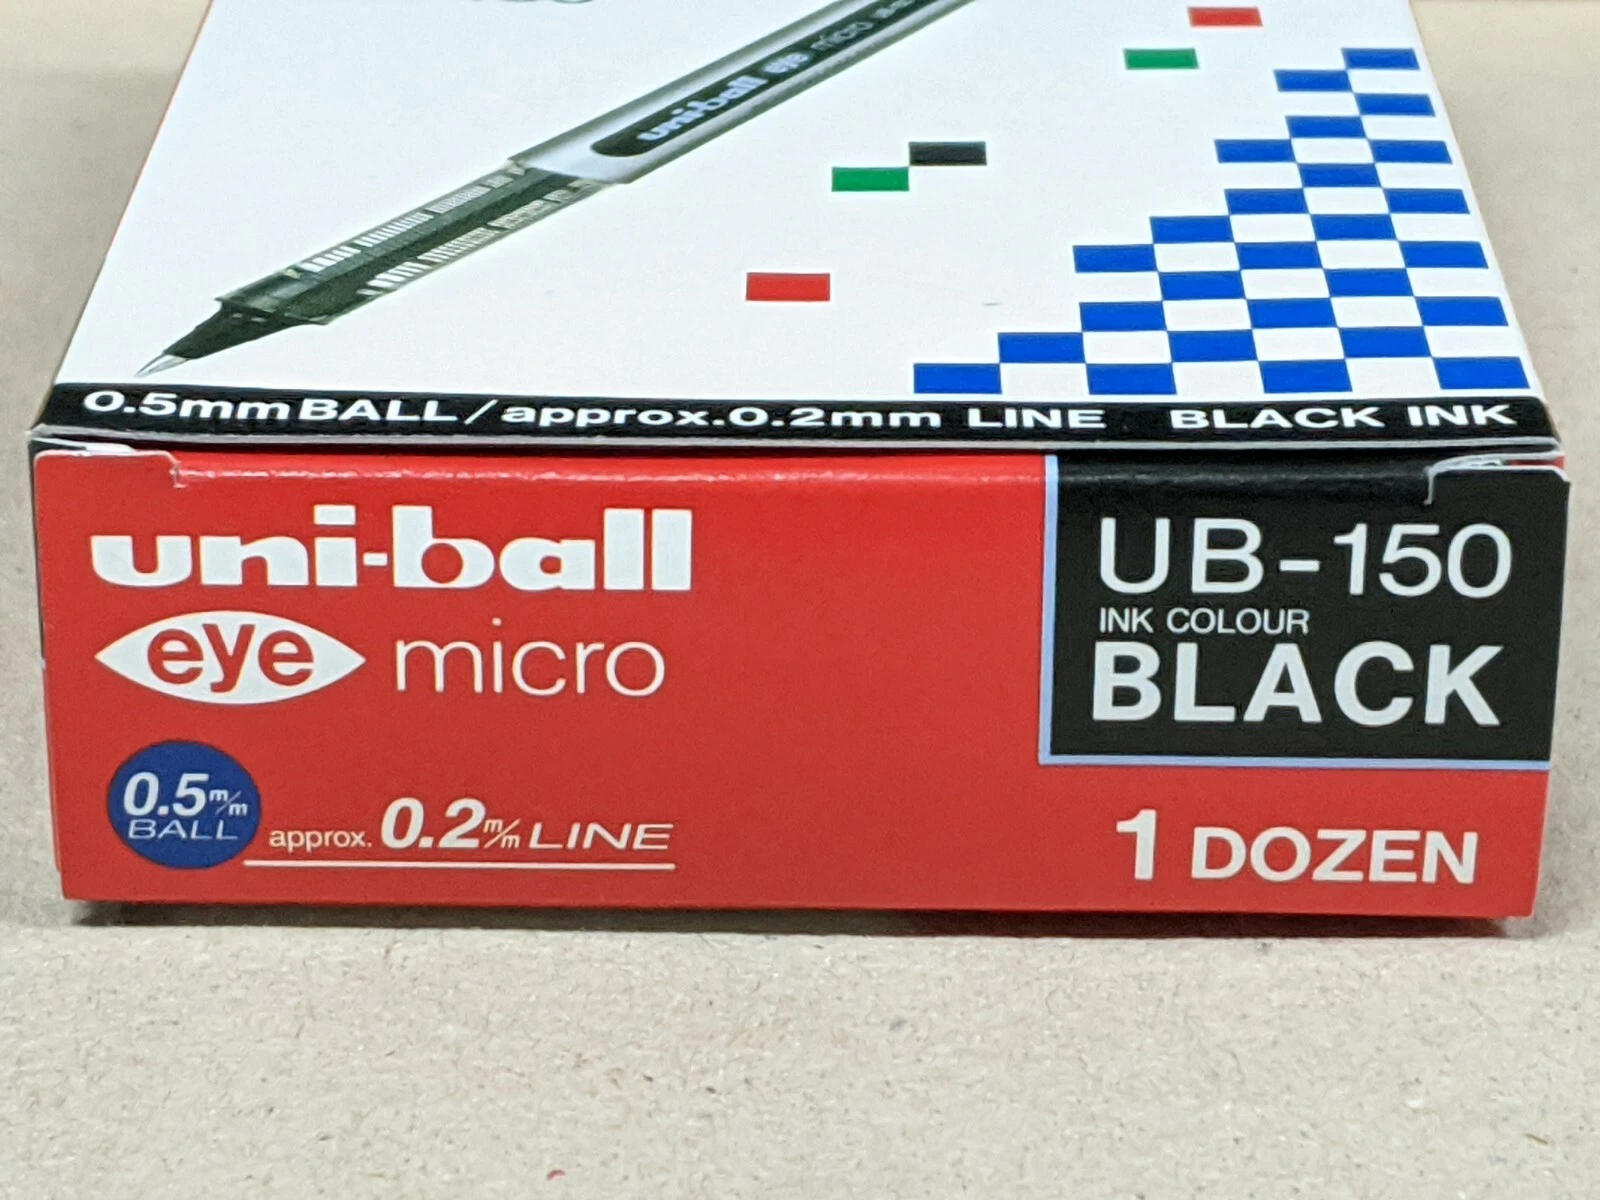 uni-ball eye micro
0.5mm BALL / approx.0.2mm LINE BLACK INK
uni-ball
eye micro
0.5m/m
BALL
approx. 0.2m/m LINE
UB-150
INK COLOUR
BLACK
1 DOZEN